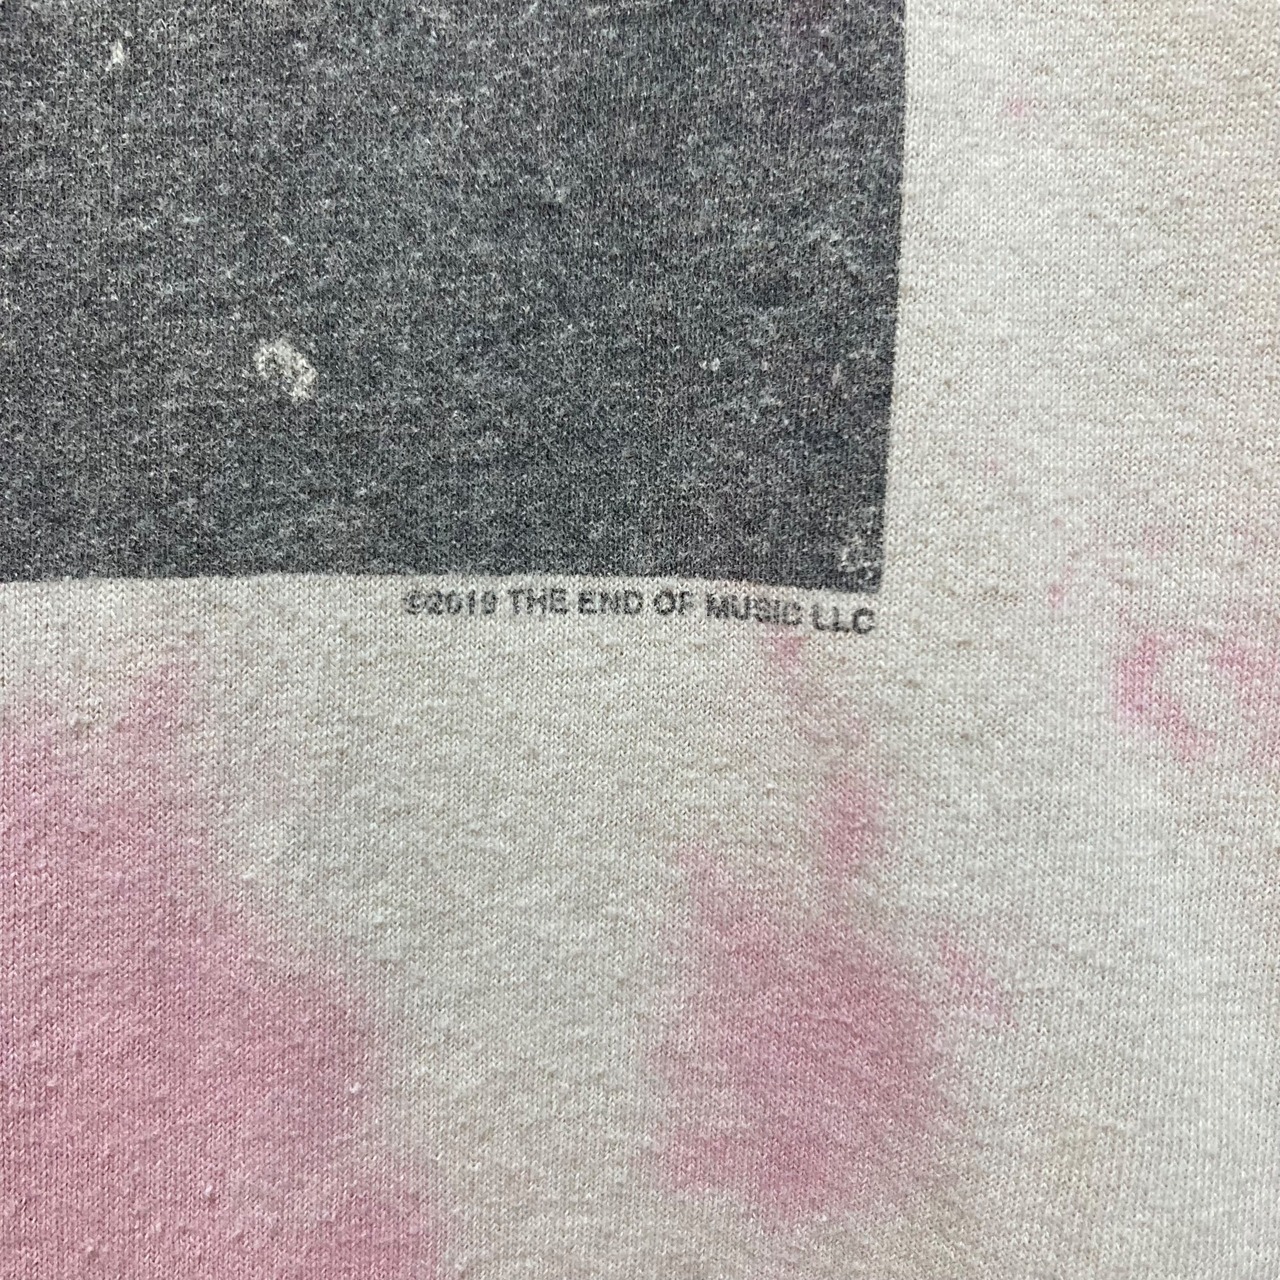 ©2019 THE END OF MUSIC LLC